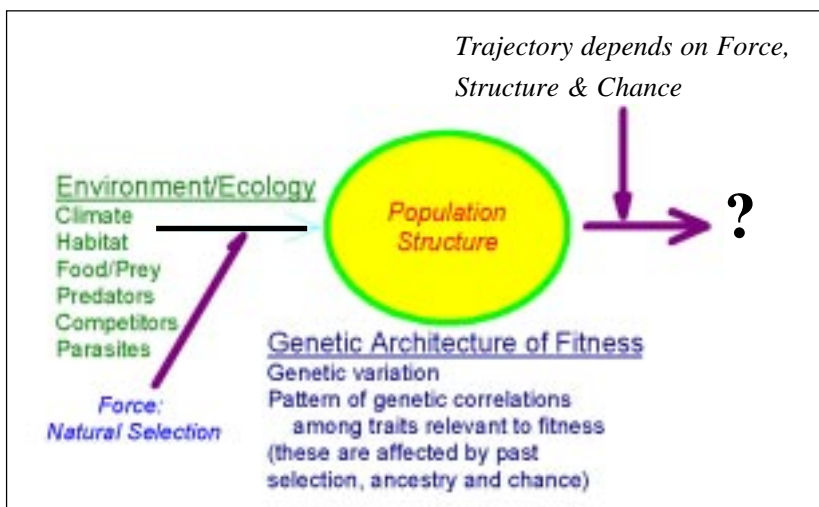 Trajectory depends on Force,
Structure & Chance
Environment/Ecology
Climate
Habitat
Food/Prey
Predators
Competitors
Parasites
Force:
Natural Selection
Population
Structure
?
Genetic Architecture of Fitness
Genetic variation
Pattern of genetic correlations
among traits relevant to fitness
(these are affected by past
selection, ancestry and chance)